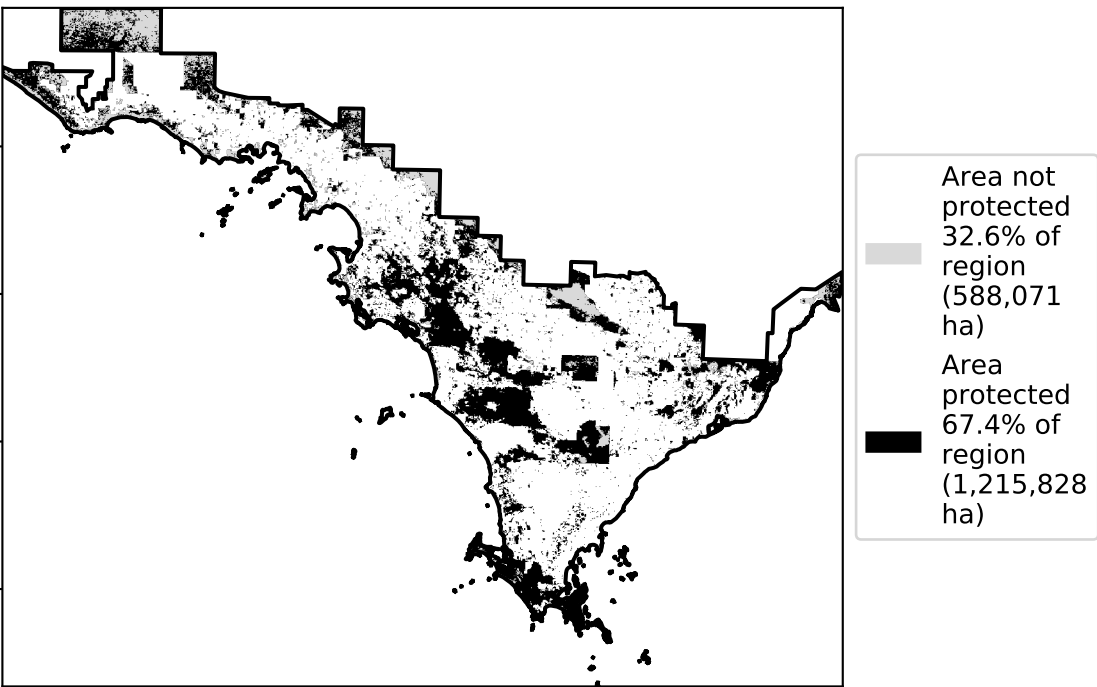 Area not
protected
32.6% of
region
(588,071
ha)
Area
protected
67.4% of
region
(1,215,828
ha)